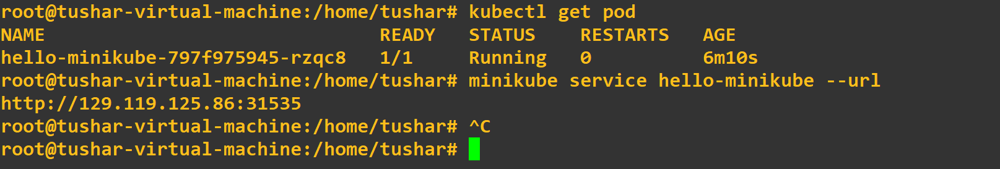 root@tushar-virtual-machine:/home/tushar# kubectl get pod
NAME                              READY   STATUS    RESTARTS   AGE
hello-minikube-797f975945-rzqc8   1/1     Running   0          6m10s
root@tushar-virtual-machine:/home/tushar# minikube service hello-minikube --url
http://129.119.125.86:31535
root@tushar-virtual-machine:/home/tushar# ^C
root@tushar-virtual-machine:/home/tushar#